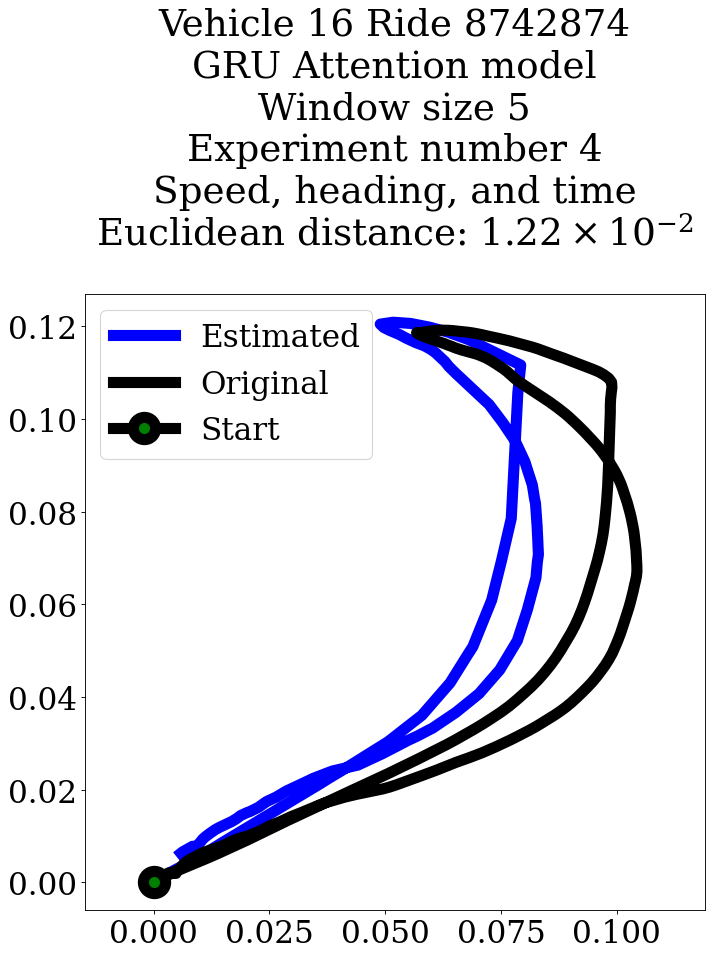 Vehicle 16 Ride 8742874
GRU Attention model
Window size 5
Experiment number 4
Speed, heading, and time
Euclidean distance: 1.22 × 10⁻²
Estimated
Original
Start
0.12
0.10
0.08
0.06
0.04
0.02
0.00
0.000 0.025 0.050 0.075 0.100